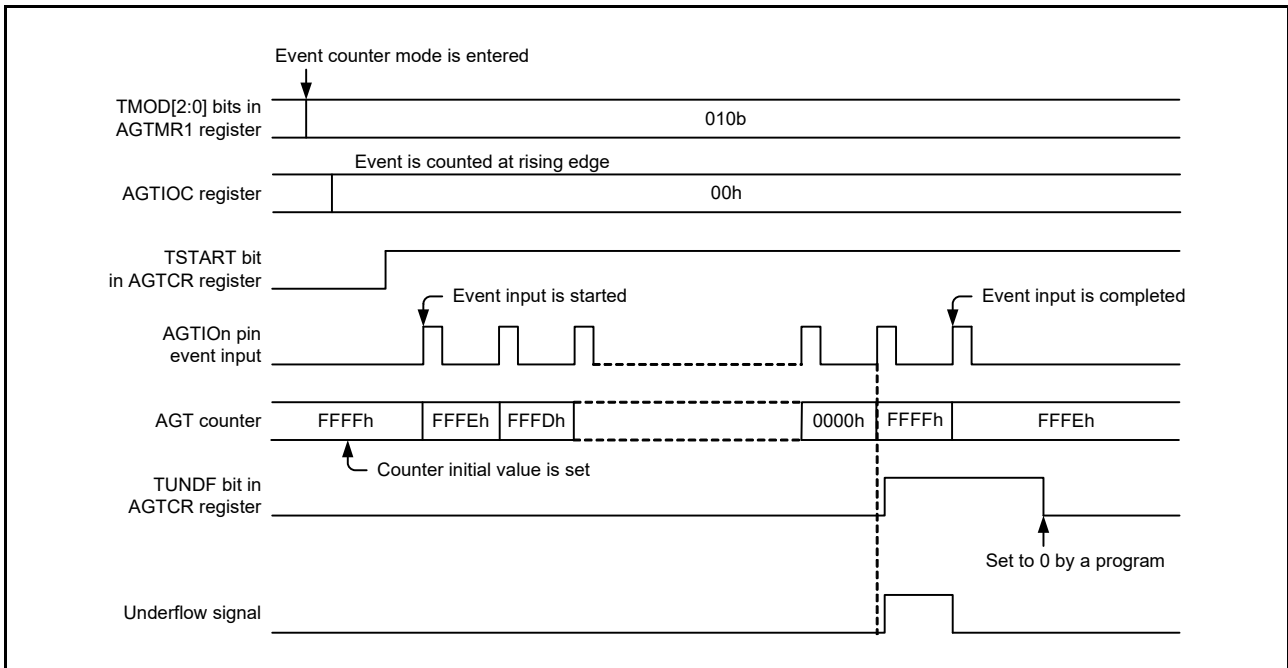 Event counter mode is entered
TMOD[2:0] bits in
AGTMR1 register
010b
Event is counted at rising edge
AGTIOC register
00h
TSTART bit
in AGTCR register
Event input is started
Event input is completed
AGTIOn pin
event input
AGT counter
FFFFh
FFFEh
FFFDh
0000h
FFFFh
FFFEh
Counter initial value is set
TUNDF bit in
AGTCR register
Set to 0 by a program
Underflow signal